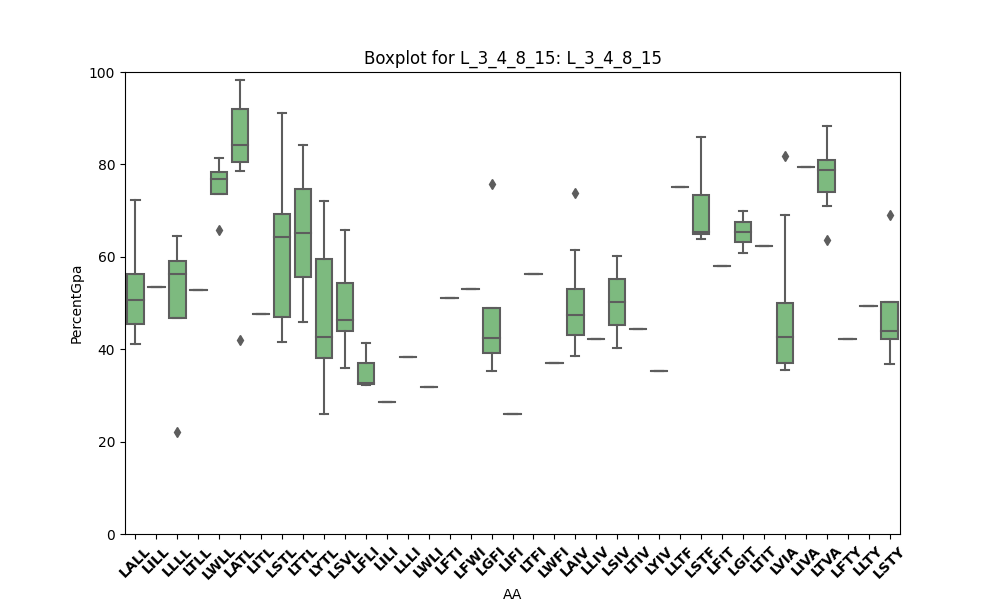 Boxplot for L_3_4_8_15: L_3_4_8_15
100
80
60
40
20
0
PercentGpa
LALL LILL LLLL LTLL LWLL LATL LITL LSTL LTTL LYTL LSVL LFLI LILI LLLI LWLI LFTI LFWI LGFI LIFI LTFI LWFI LAIV LLIV LSIV LTIV LYIV LLTF LSTF LFIT LGIT LTIT LVIA LIVA LTVA LFTY LLTY LSTY
AA